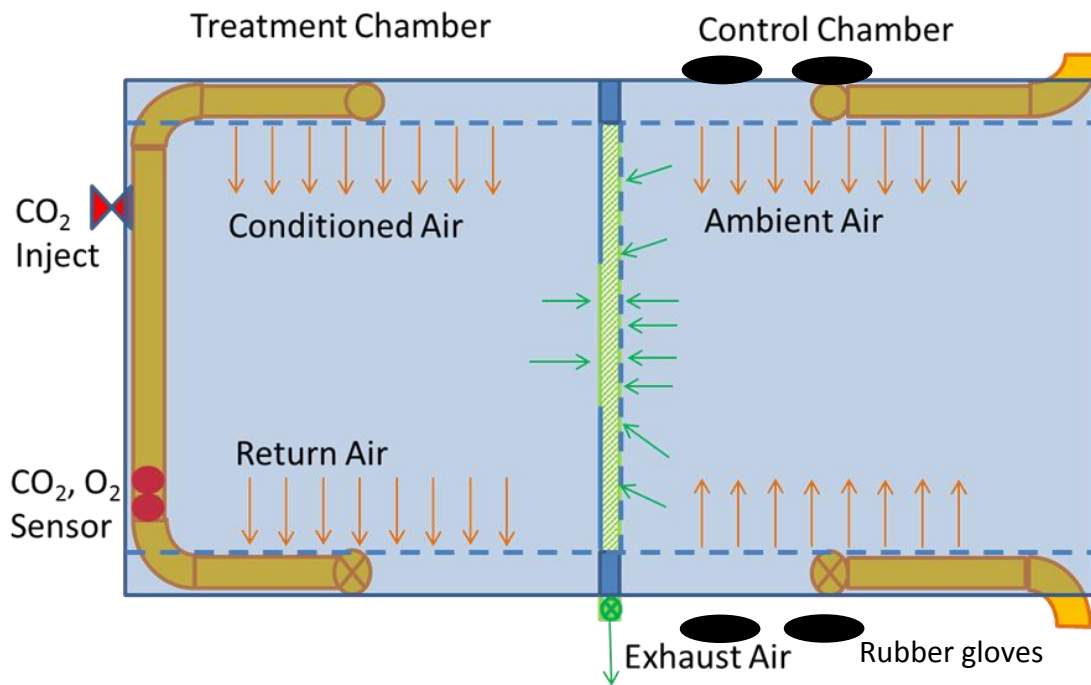 Treatment Chamber
Control Chamber
CO₂
Inject
Conditioned Air
Ambient Air
Return Air
CO₂, O₂
Sensor
Exhaust Air
Rubber gloves